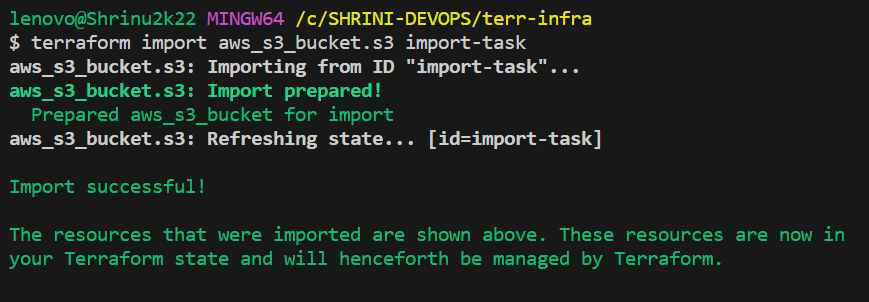 lenovo@Shrinu2k22 MINGW64 /c/SHRINI-DEVOPS/terr-infra
$ terraform import aws_s3_bucket.s3 import-task
aws_s3_bucket.s3: Importing from ID "import-task"...
aws_s3_bucket.s3: Import prepared!
  Prepared aws_s3_bucket for import
aws_s3_bucket.s3: Refreshing state... [id=import-task]
Import successful!
The resources that were imported are shown above. These resources are now in
your Terraform state and will henceforth be managed by Terraform.